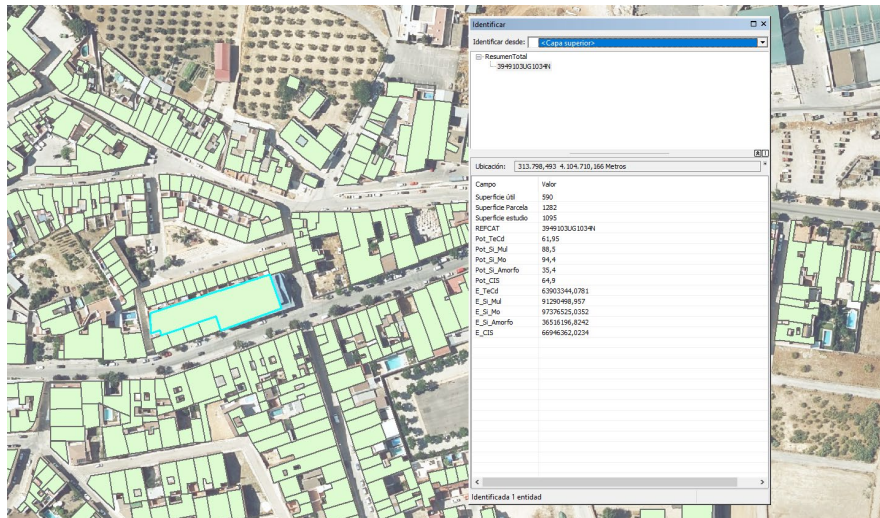 Identificar
Identificar desde: <Capa superior>
ResumenTotal
3949103UG1034N
Ubicación: 313.798,493 4.104.710,166 Metros
Campo Valor
Superficie útil 590
Superficie Parcela 1282
Superficie estudio 1095
REFCAT 3949103UG1034N
Pot_TeCd 61,95
Pot_Si_Mul 88,5
Pot_Si_Mo 94,4
Pot_Si_Amorfo 35,4
Pot_CIS 64,9
E_TeCd 63903344,0781
E_Si_Mul 91290498,957
E_Si_Mo 97376525,0352
E_Si_Amorfo 36516196,8242
E_CIS 66946362,0234
Identificada 1 entidad